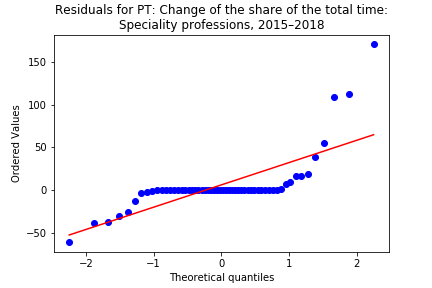 Residuals for PT: Change of the share of the total time:
Speciality professions, 2015–2018
Ordered Values
150
100
50
0
−50
−2
−1
0
1
2
Theoretical quantiles